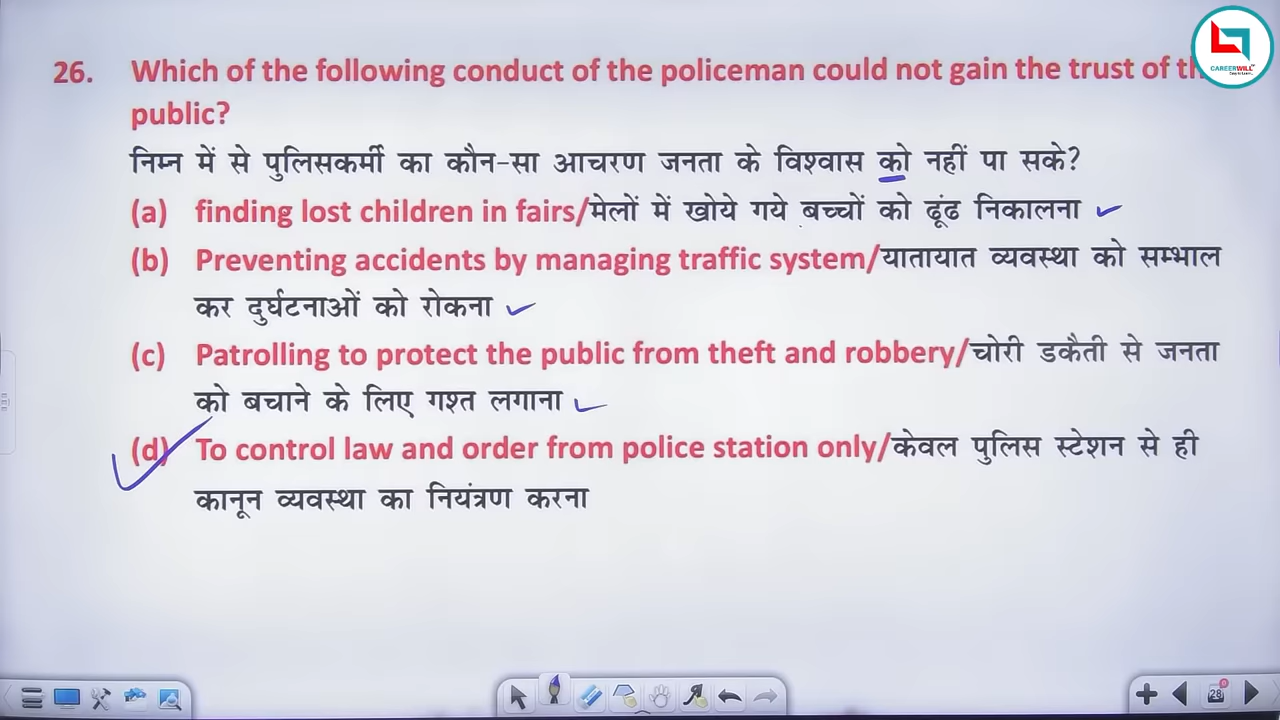 CAREERWILL
26. Which of the following conduct of the policeman could not gain the trust of th
public?
निम्न में से पुलिसकर्मी का कौन-सा आचरण जनता के विश्वास को नहीं पा सके?
(a) finding lost children in fairs/मेलों में खोये गये बच्चों को ढूंढ निकालना
(b) Preventing accidents by managing traffic system/यातायात व्यवस्था को सम्भाल
कर दुर्घटनाओं को रोकना
(c) Patrolling to protect the public from theft and robbery/चोरी डकैती से जनता
को बचाने के लिए गश्त लगाना
(d) To control law and order from police station only/केवल पुलिस स्टेशन से ही
कानून व्यवस्था का नियंत्रण करना
28